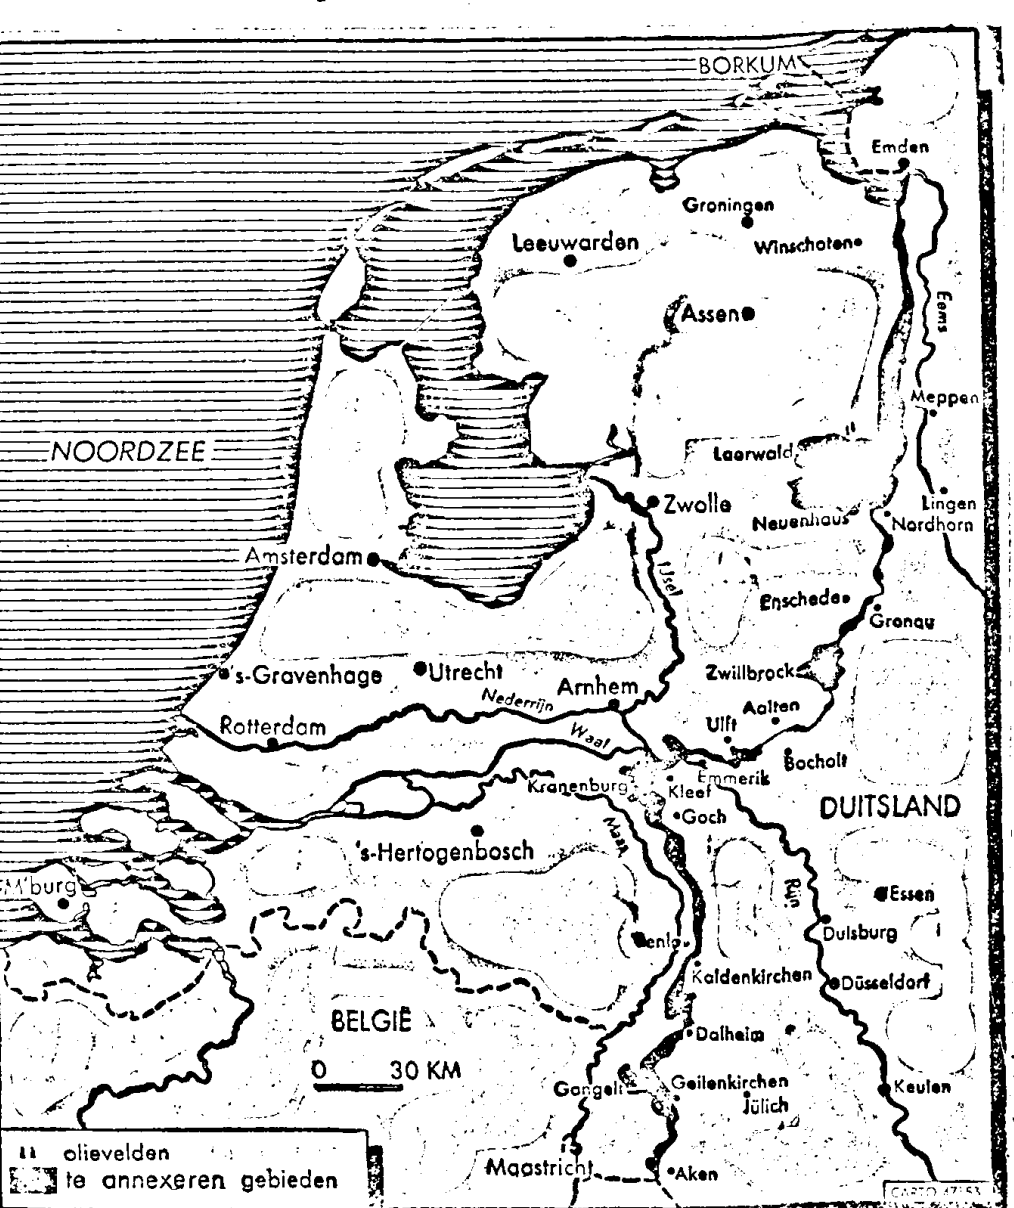 BORKUM
Emden
Groningen
Leeuwarden
Winschoten
Assen
Eems
Meppen
NOORDZEE
Laarwald
Zwolle
Lingen
Neuenhaus
Nordhorn
Amsterdam
IJsel
Enschede
Gronau
's-Gravenhage
Utrecht
Zwillbrock
Arnhem
Nederrijn
Aalten
Rotterdam
Ulft
Waal
Bocholt
Emmerik
Kranenburg
Kleef
DUITSLAND
Goch
Maas
's-Hertogenbosch
M'burg
Rijn
Essen
Duisburg
Venlo
Kaldenkirchen
Düsseldorf
BELGIË
Dalheim
0 30 KM
Gangelt
Geilenkirchen
Keulen
Jülich
olievelden
Maastricht
Aken
te annexeren gebieden